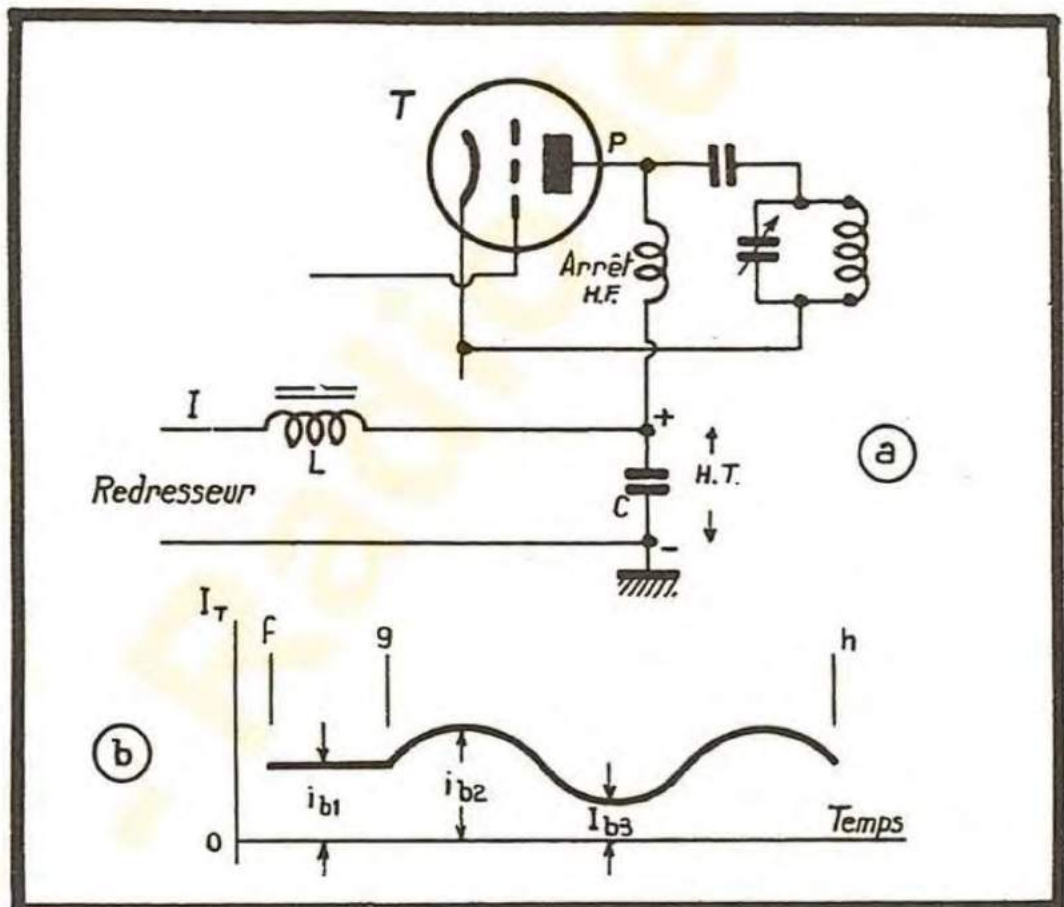 T
P
Arrêt
H.F.
I
L
+
H.T.
C
-
Redresseur
a
I_T
f
g
h
b
i_b1
i_b2
I_b3
Temps
0